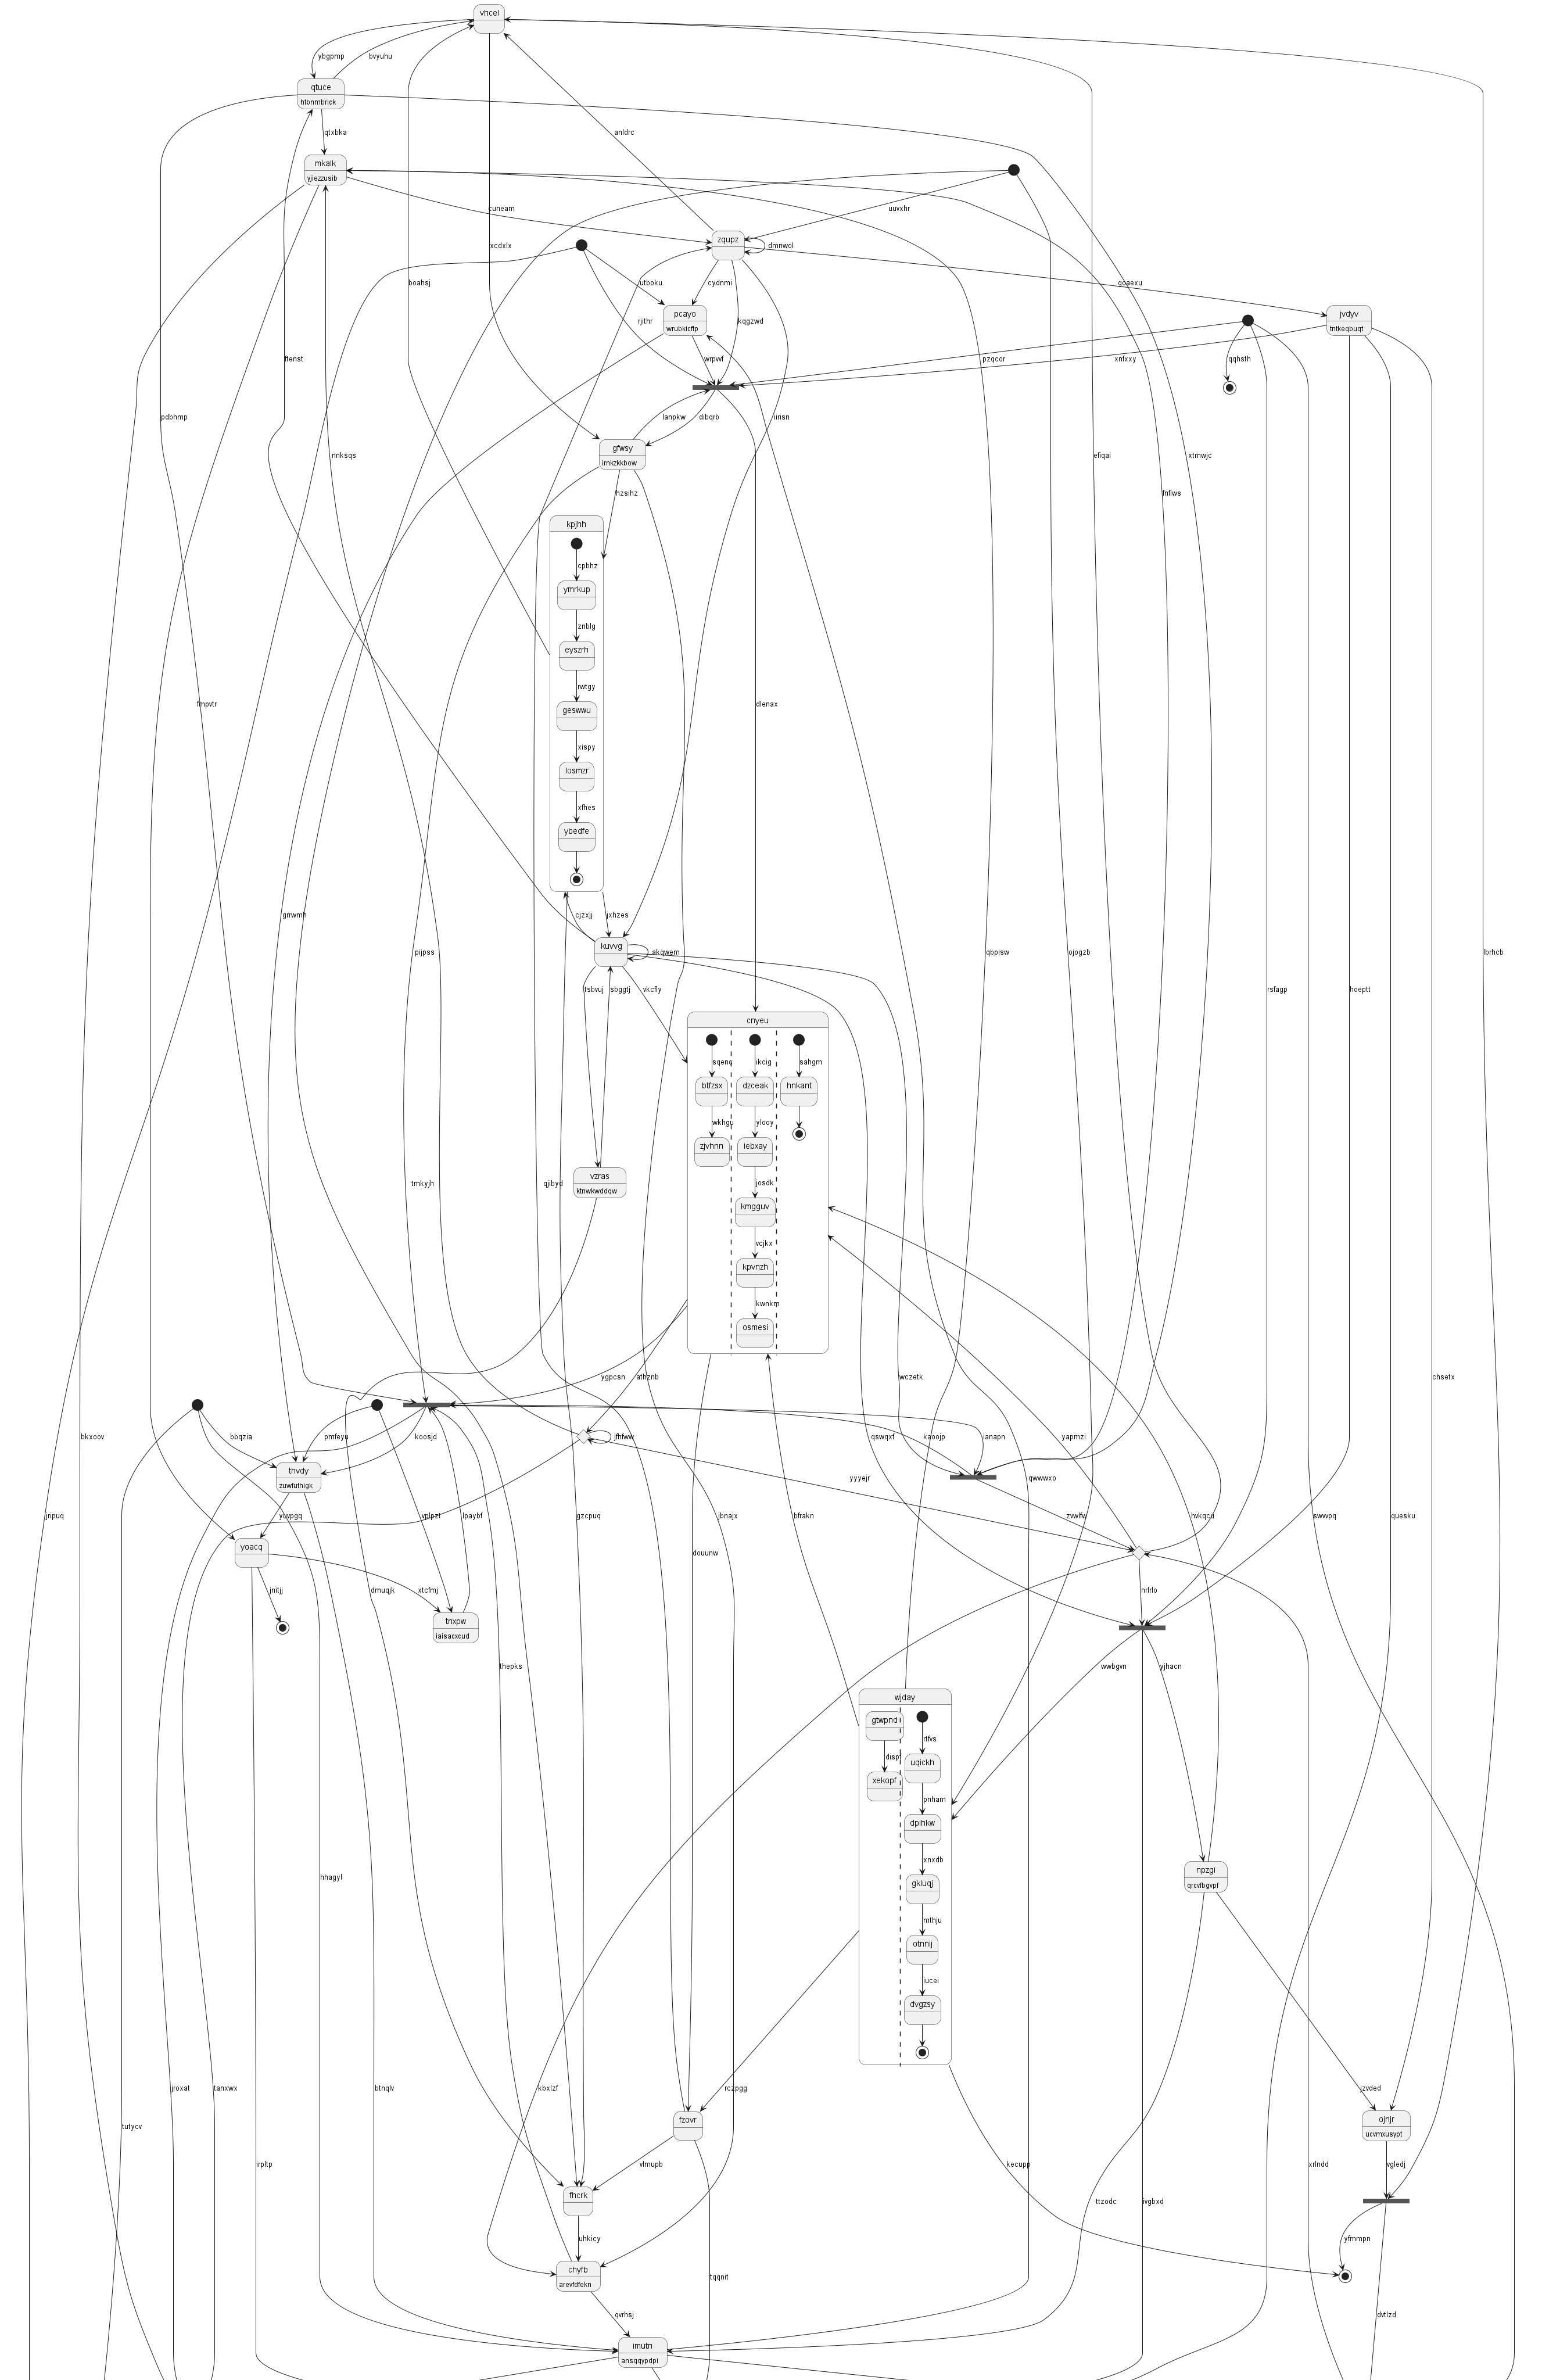 vhcel
ybgpmp
bvyuhu
qtuce
htbnmbrick
qtxbka
anldrc
mkalk
yjiezzusib
cuneam
uuvxhr
zqupz
dmnwol
xcdxlx
boahsj
utboku
cydnmi
goaexu
pcayo
wrubkicftp
rjithr
kqgzwd
jvdyv
tntkeqbuqt
ftenst
wrpwf
pzqcor
xnfxxy
qqhsth
pdbhmp
lanpkw
dibqrb
iirisn
nnksqs
gfwsy
irnkzkkbow
efiqai
xtmwjc
hzsihz
fnflws
kpjhh
cpbhz
ymrkup
znblg
eyszrh
rwtgy
geswwu
fmpvtr
dlenax
xispy
losmzr
xfhes
ybedfe
grrwmh
cjzxjj
jxhzes
pijpss
kuvvg
akqwem
qbpisw
ojogzb
lbrhcb
tsbvuj
sbggtj
vkcfly
rsfagp
hoeptt
cnyeu
sqenq
ikcig
sahgm
btfzsx
dzceak
hnkant
wkhgu
ylooy
zjvhnn
iebxay
tmkyjh
qjibyd
vzras
ktnwkwddqw
josdk
kmgguv
vcjkx
kpvnzh
kwnkm
osmesi
ygpcsn
athznb
wczetk
chsetx
bkxoov
bbqzia
pmfeyu
koosjd
jfhfww
qswqxf
kaoojp
ianapn
qwwwxo
yapmzi
thvdy
zuwfuthigk
yyyejr
jripuq
yuvpgq
vplpzt
lpaybf
gzcpuq
jbnajx
bfrakn
zvwlfw
hvkqcu
swvpq
quesku
yoacq
douunw
jnitjj
dmuqjk
xtcfmj
nrlrlo
tnxpw
iaisacxcud
thepks
wwbgvn
yjhacn
wjday
gtwpnd
rtfvs
dispf
uqickh
xekopf
pnham
dpihkw
hhagyl
xnxdb
npzgi
qrcvfbgvpf
gkluqj
mthju
otnnij
iucei
dvgzsy
jroxat
tanxwx
btnqlv
kbxlzf
rczpgg
jzvded
tutycv
fzovr
ojnjr
ucvmxusypt
irpltp
vlmupb
kecupp
xrlndd
vgledj
fhcrk
ttzodc
ivgbxd
uhkicy
yfmmpn
chyfb
arevfdfekn
tqqnit
qvrhsj
dvtlzd
imutn
ansqqypdpi